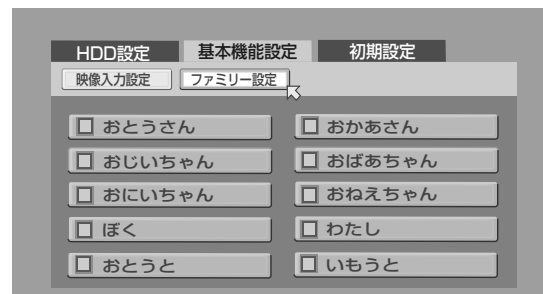 HDD設定 基本機能設定 初期設定
映像入力設定 ファミリー設定
おとうさん おかあさん
おじいちゃん おばあちゃん
おにいちゃん おねえちゃん
ぼく わたし
おとうと いもうと